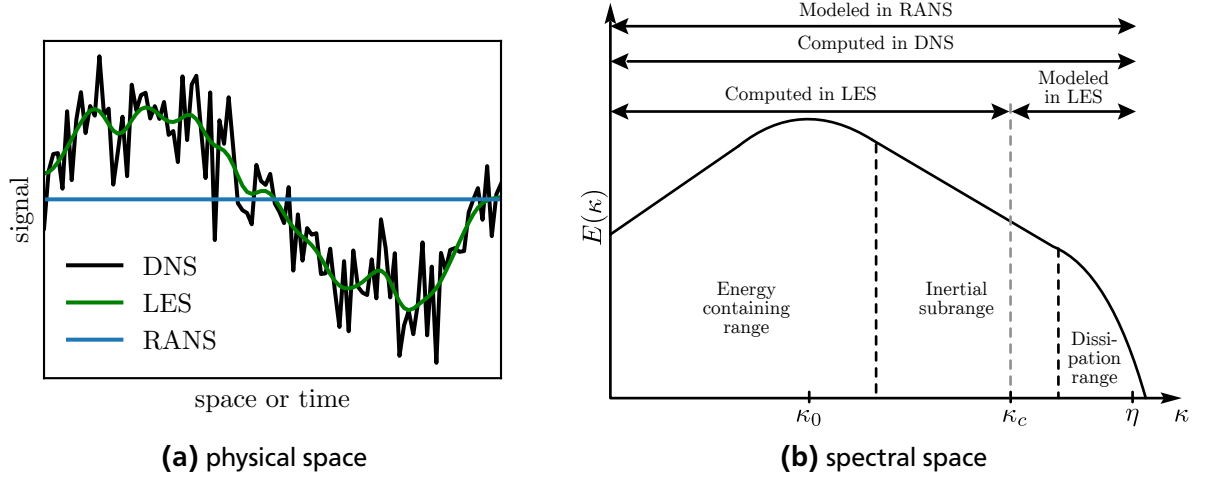 signal
DNS
LES
RANS
space or time
(a) physical space
Modeled in RANS
Computed in DNS
Computed in LES
Modeled
in LES
E(κ)
Energy
containing
range
Inertial
subrange
Dissi-
pation
range
κ₀
κ_c
η
κ
(b) spectral space